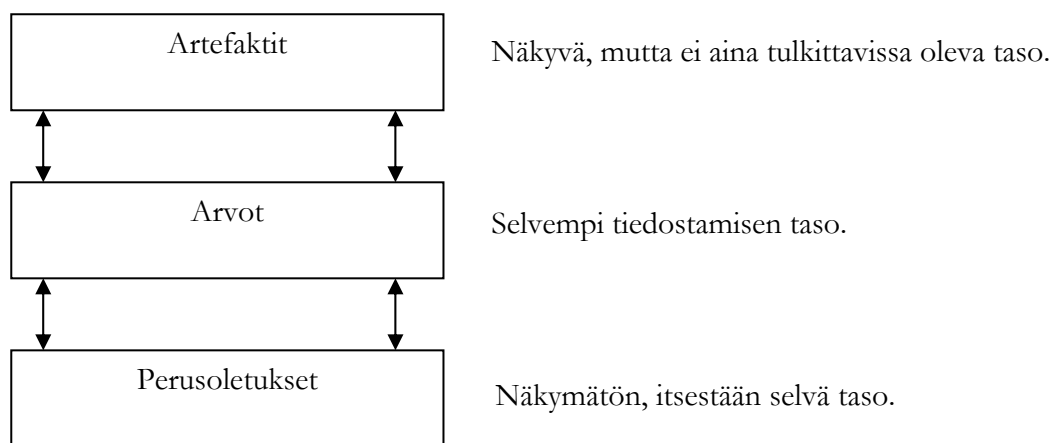 Artefaktit
Näkyvä, mutta ei aina tulkittavissa oleva taso.
Arvot
Selvempi tiedostamisen taso.
Perusoletukset
Näkymätön, itsestään selvä taso.